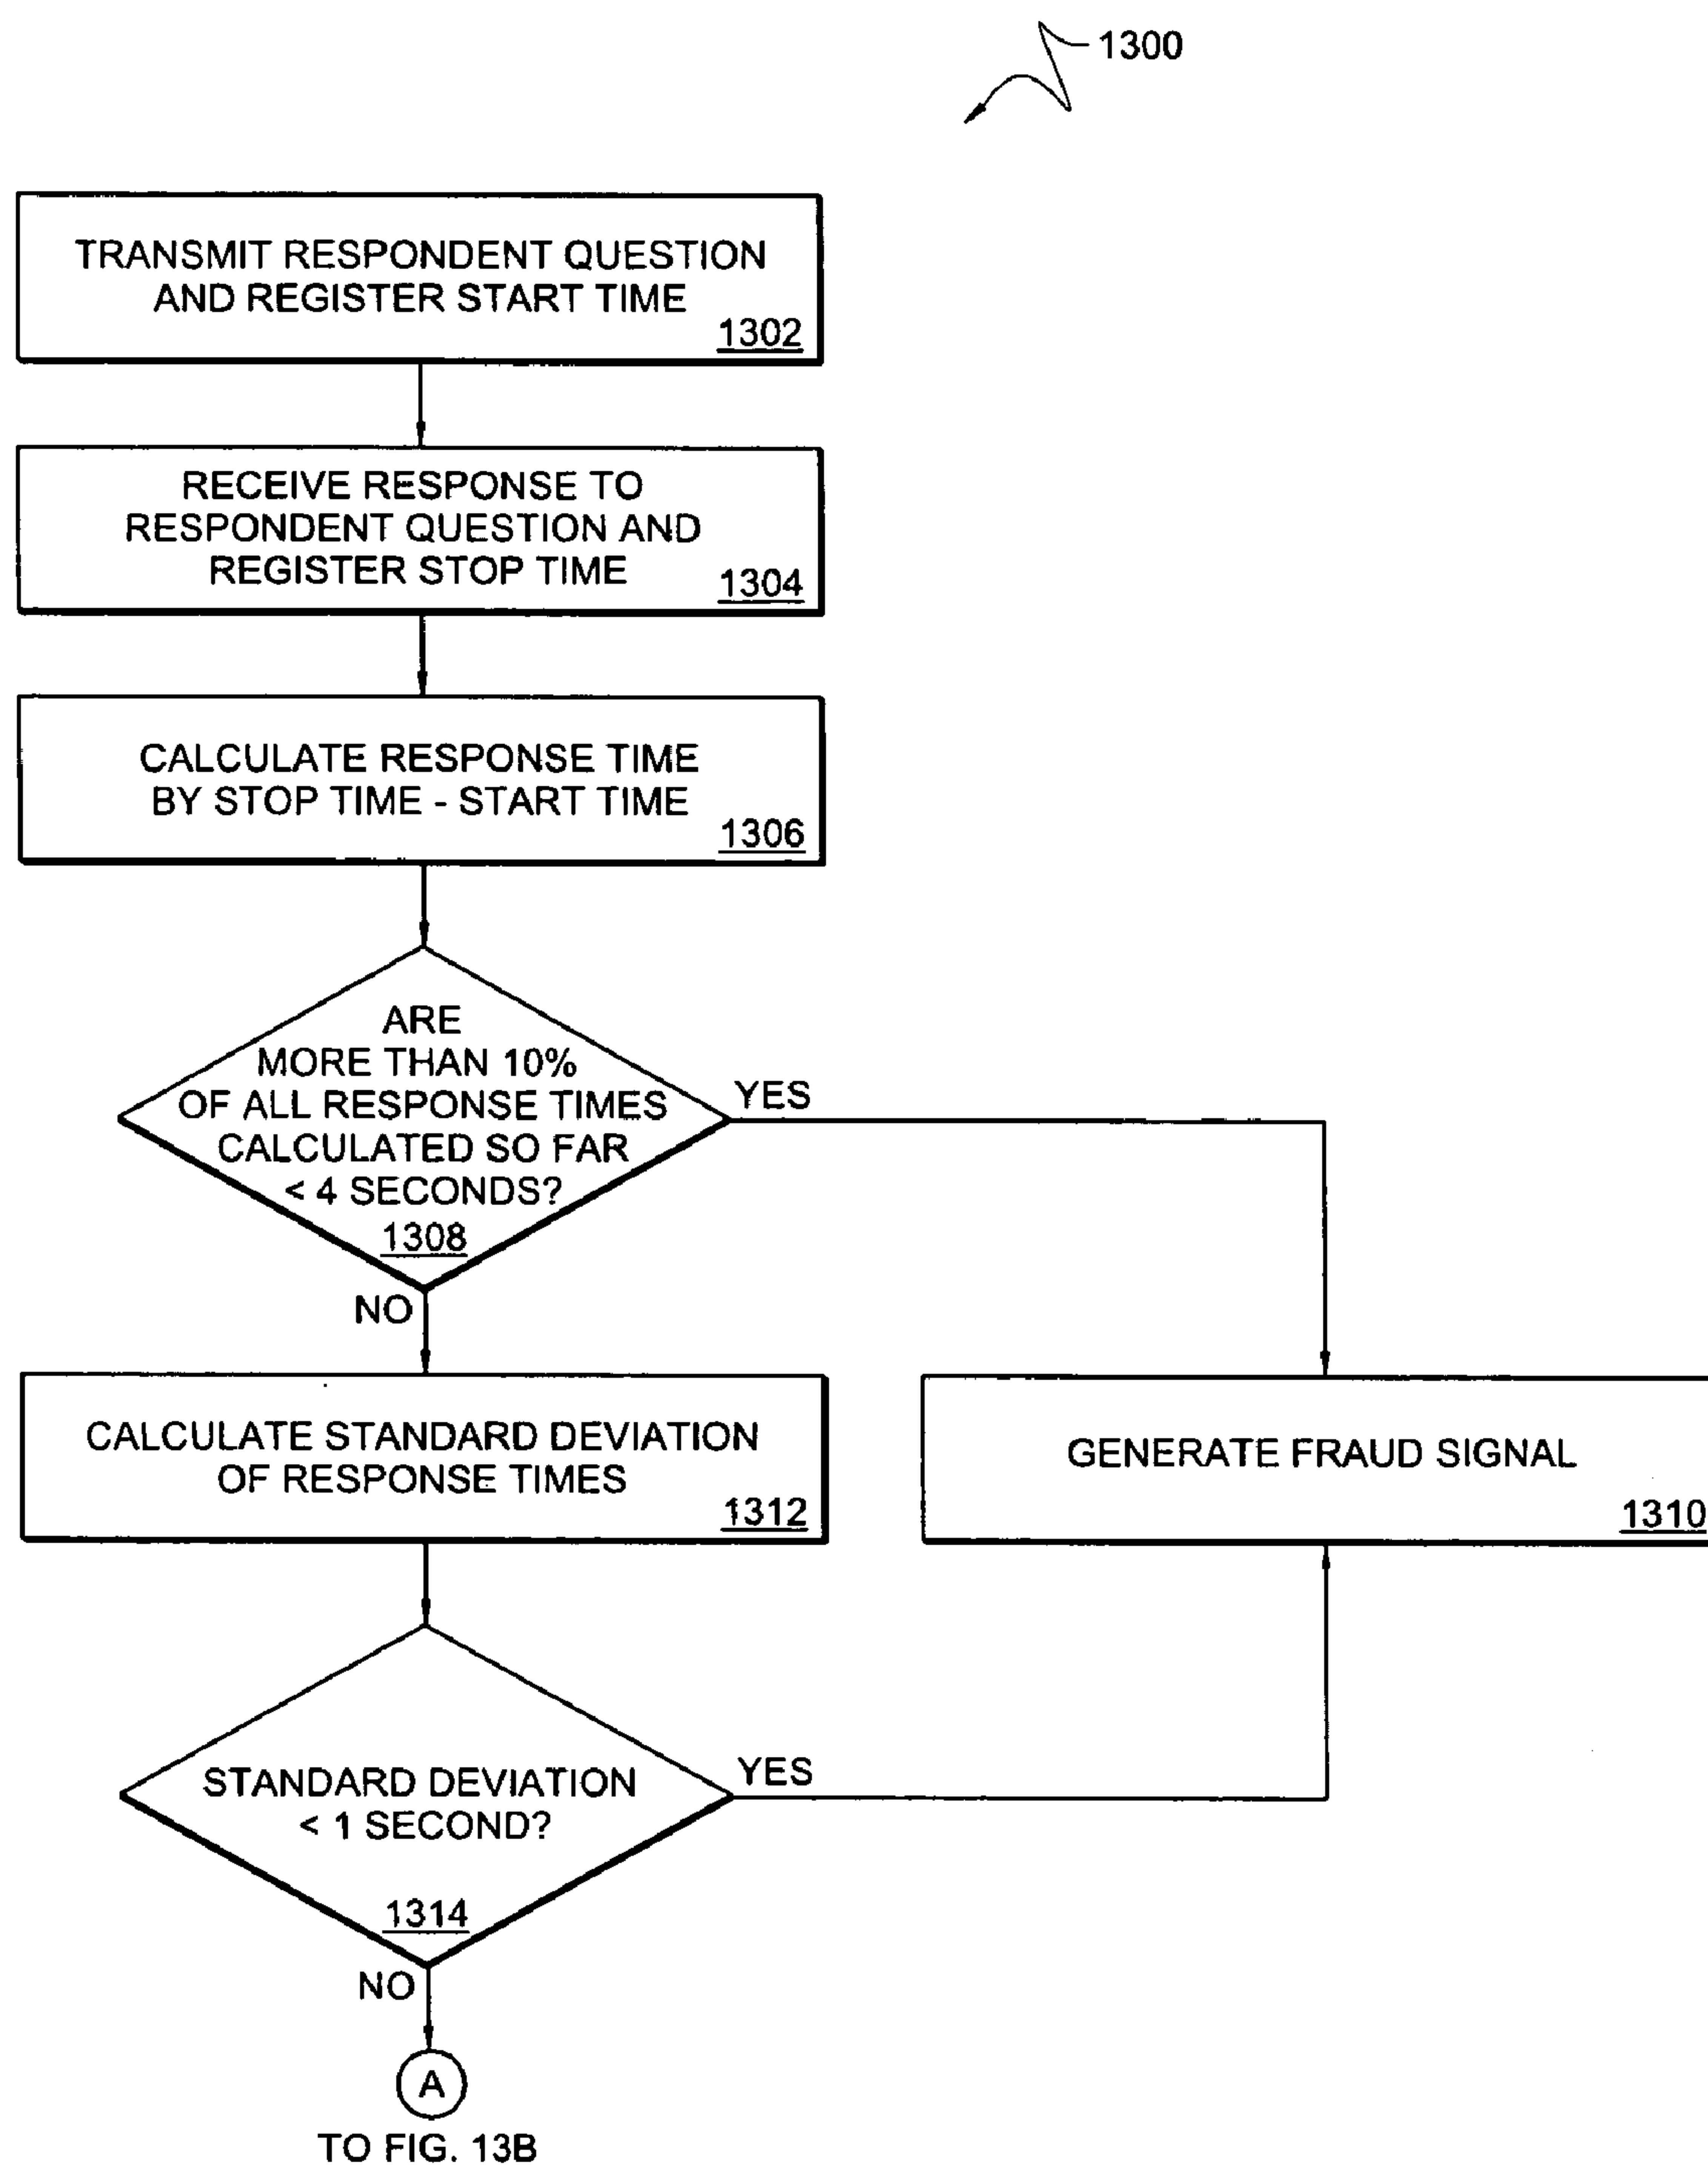 1300
TRANSMIT RESPONDENT QUESTION
AND REGISTER START TIME
1302
RECEIVE RESPONSE TO
RESPONDENT QUESTION AND
REGISTER STOP TIME
1304
CALCULATE RESPONSE TIME
BY STOP TIME - START TIME
1306
ARE
MORE THAN 10%
OF ALL RESPONSE TIMES
CALCULATED SO FAR
< 4 SECONDS?
1308
YES
NO
CALCULATE STANDARD DEVIATION
OF RESPONSE TIMES
1312
GENERATE FRAUD SIGNAL
1310
STANDARD DEVIATION
< 1 SECOND?
1314
YES
NO
A
TO FIG. 13B